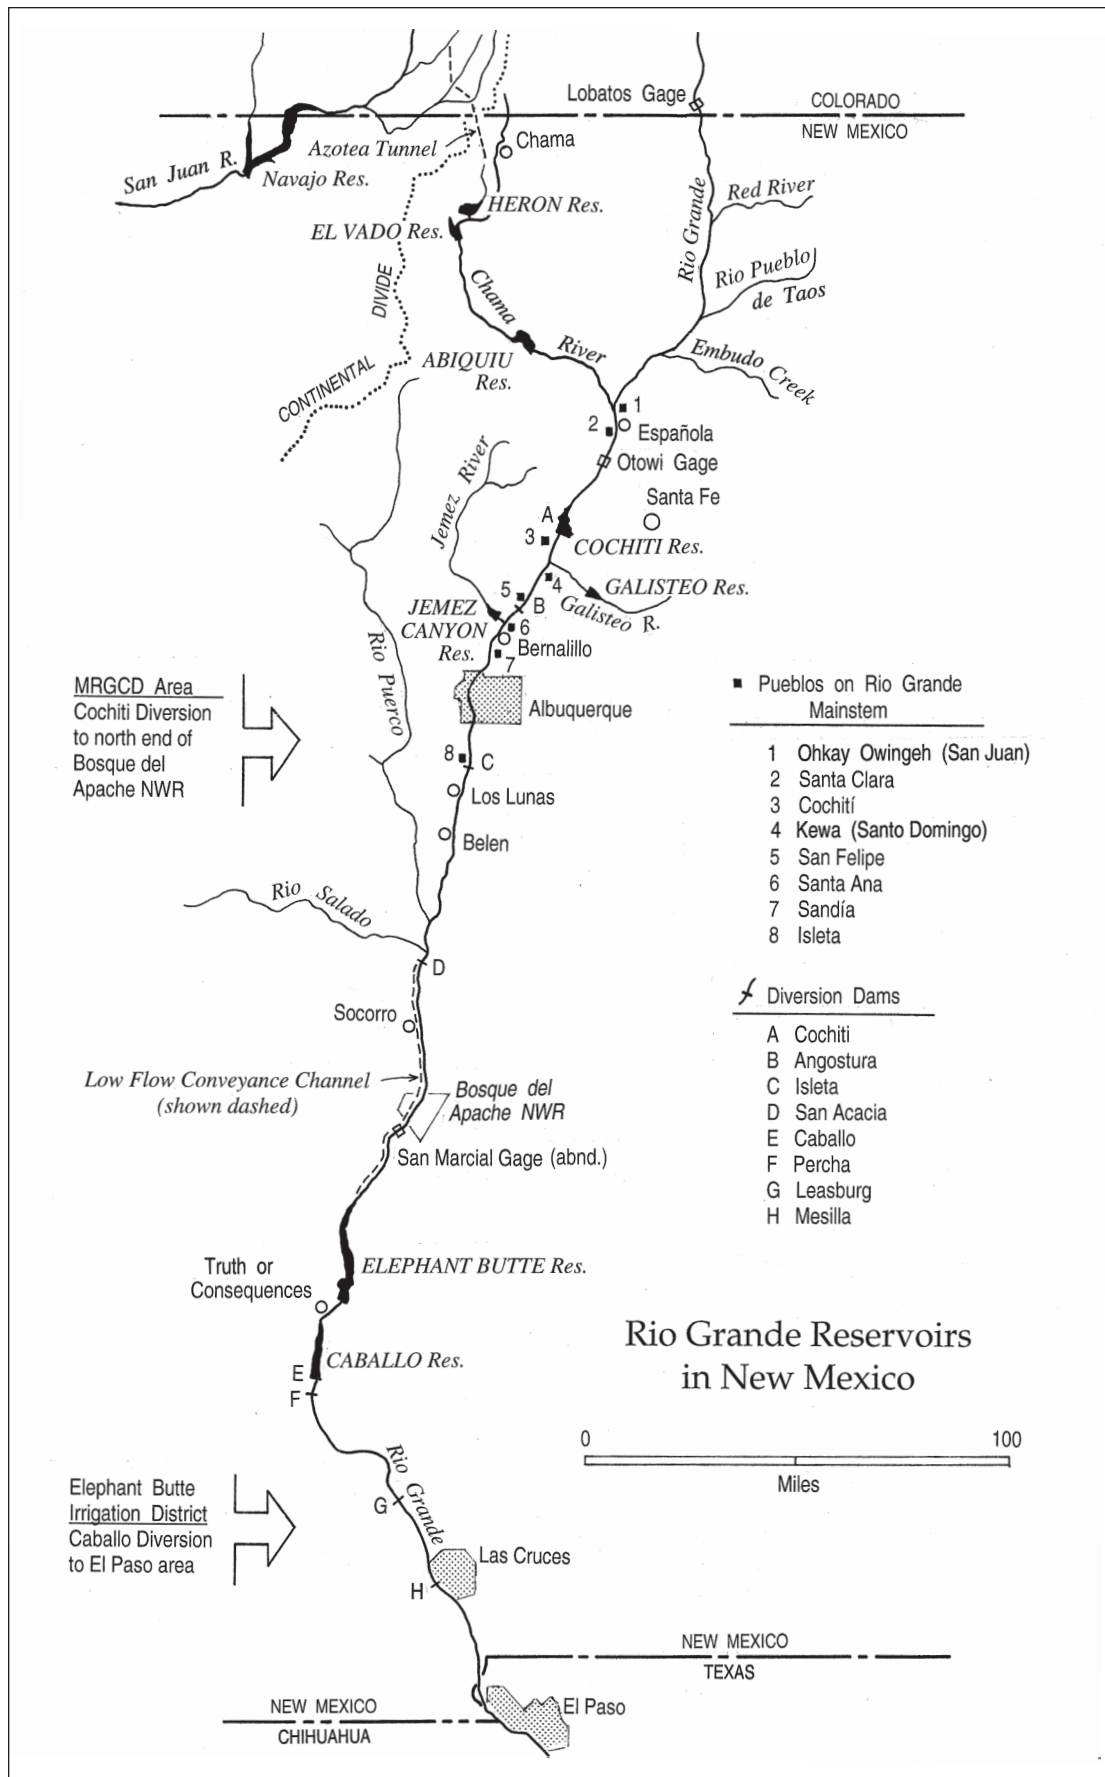 Lobatos Gage
COLORADO
NEW MEXICO
Chama
Azotea Tunnel
San Juan R.
Navajo Res.
HERON Res.
EL VADO Res.
Rio Grande
Red River
Rio Pueblo
de Taos
DIVIDE
CONTINENTAL
Chama
River
ABIQUIU
Res.
Embudo Creek
1
2
Española
Otowi Gage
Santa Fe
Jemez River
A
3
COCHITI Res.
4
GALISTEO Res.
5
B
Galisteo R.
JEMEZ
CANYON
Res.
6
Bernalillo
7
Rio Puerco
Albuquerque
MRGCD Area
Cochiti Diversion
to north end of
Bosque del
Apache NWR
8
C
Los Lunas
Belen
Pueblos on Rio Grande
Mainstem
1 Ohkay Owingeh (San Juan)
2 Santa Clara
3 Cochití
4 Kewa (Santo Domingo)
5 San Felipe
6 Santa Ana
7 Sandía
8 Isleta
Rio Salado
D
Socorro
Diversion Dams
A Cochiti
B Angostura
C Isleta
D San Acacia
E Caballo
F Percha
G Leasburg
H Mesilla
Low Flow Conveyance Channel
(shown dashed)
Bosque del
Apache NWR
San Marcial Gage (abnd.)
Truth or
Consequences
ELEPHANT BUTTE Res.
Rio Grande Reservoirs
in New Mexico
CABALLO Res.
E
F
0 100
Miles
Rio Grande
Elephant Butte
Irrigation District
Caballo Diversion
to El Paso area
G
Las Cruces
H
NEW MEXICO
TEXAS
El Paso
NEW MEXICO
CHIHUAHUA